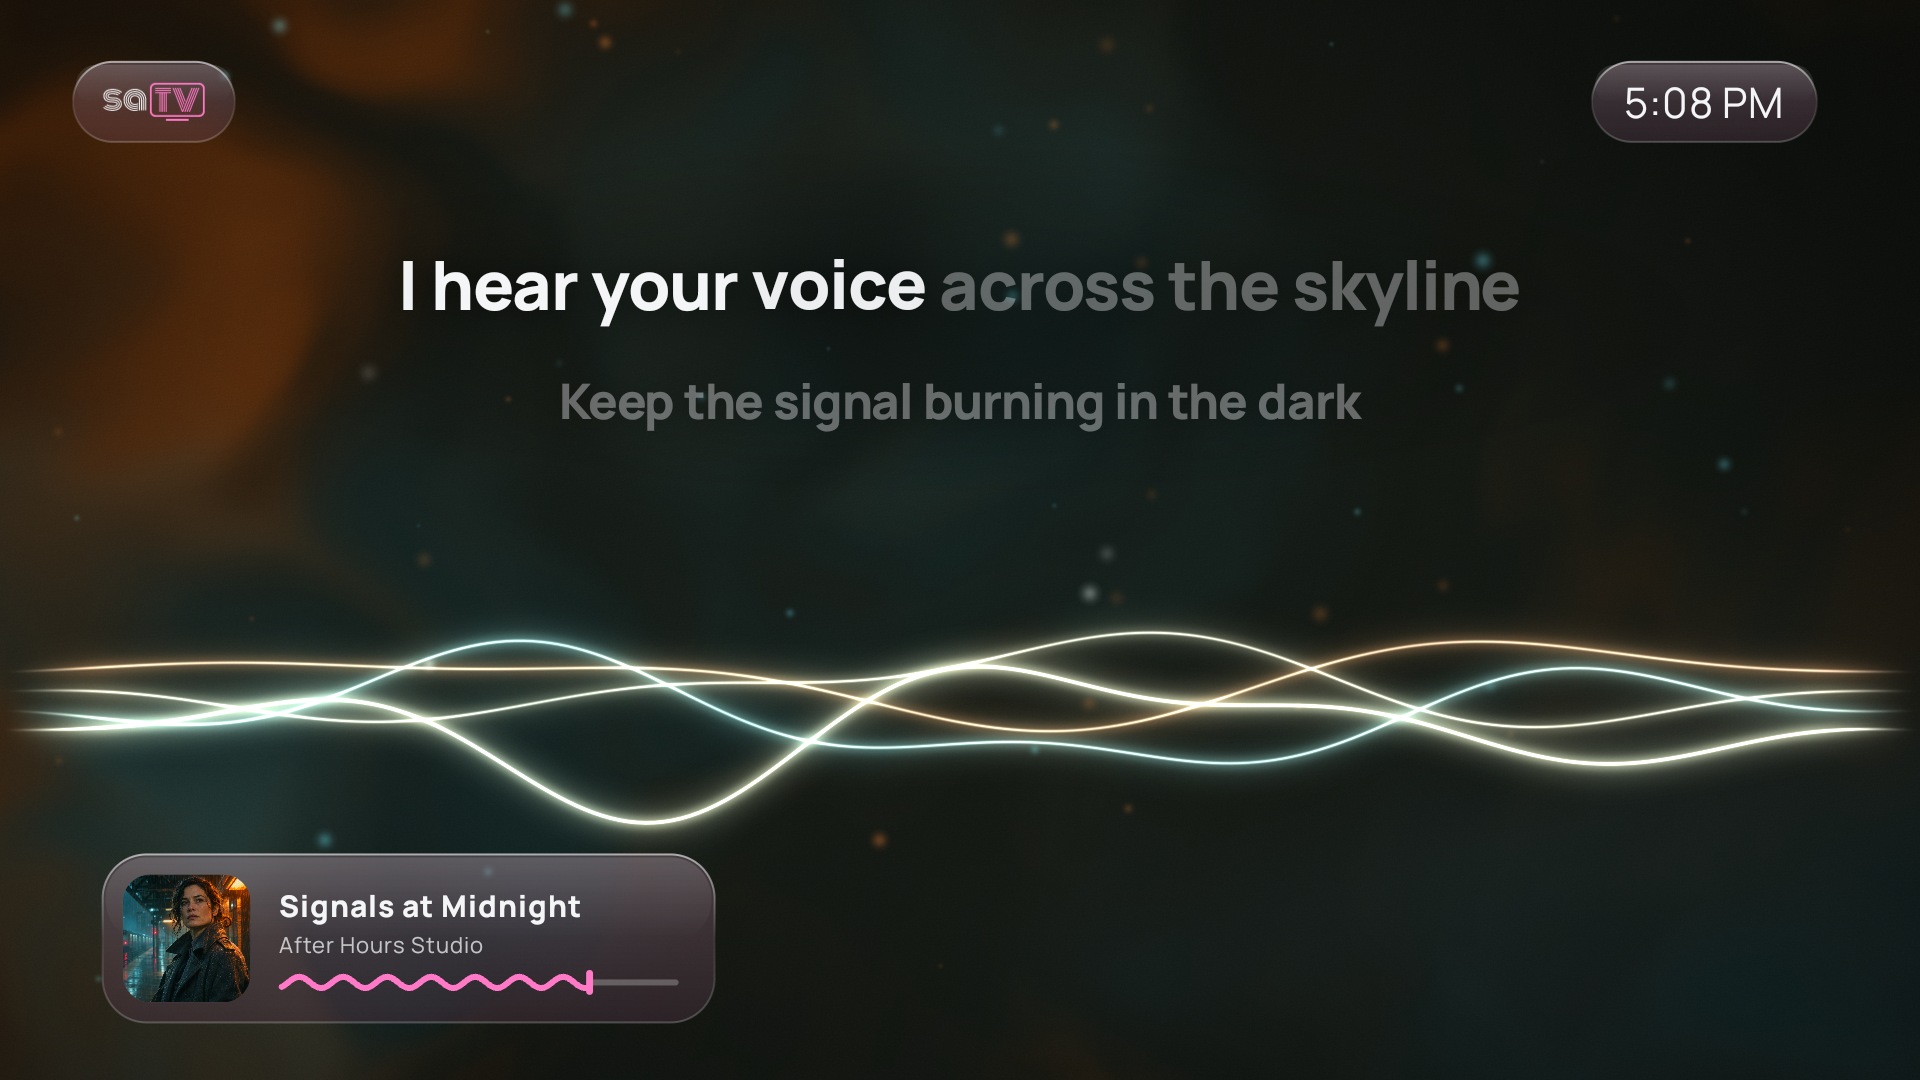 saTV
5:08 PM
I hear your voice across the skyline
Keep the signal burning in the dark
Signals at Midnight
After Hours Studio